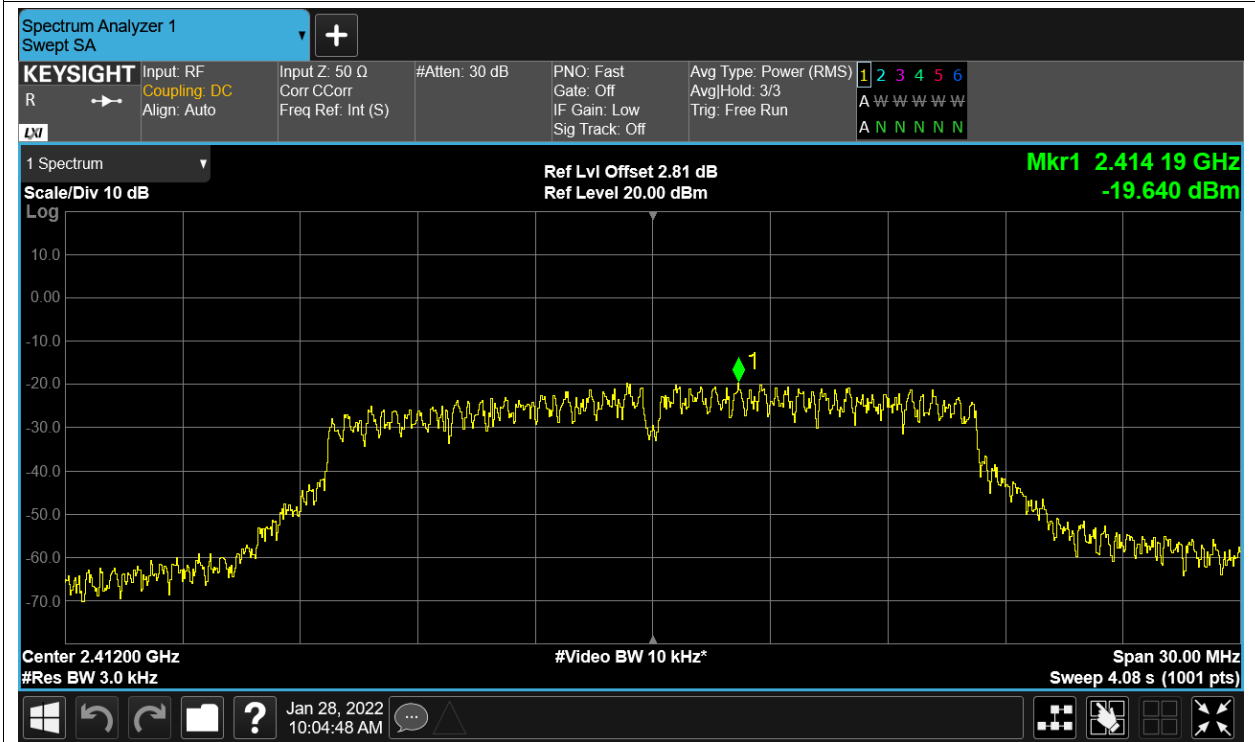 Spectrum Analyzer 1
Swept SA
KEYSIGHT
R
LXI
Input: RF
Coupling: DC
Align: Auto
Input Z: 50 Ω
Corr CCorr
Freq Ref: Int (S)
#Atten: 30 dB
PNO: Fast
Gate: Off
IF Gain: Low
Sig Track: Off
Avg Type: Power (RMS)
Avg|Hold: 3/3
Trig: Free Run
1 2 3 4 5 6
A W W W W W
A N N N N N
1 Spectrum
Scale/Div 10 dB
Log
Ref Lvl Offset 2.81 dB
Ref Level 20.00 dBm
Mkr1 2.414 19 GHz
-19.640 dBm
10.0
0.00
-10.0
1
-20.0
-30.0
-40.0
-50.0
-60.0
-70.0
Center 2.41200 GHz
#Res BW 3.0 kHz
#Video BW 10 kHz*
Span 30.00 MHz
Sweep 4.08 s (1001 pts)
?
Jan 28, 2022
10:04:48 AM